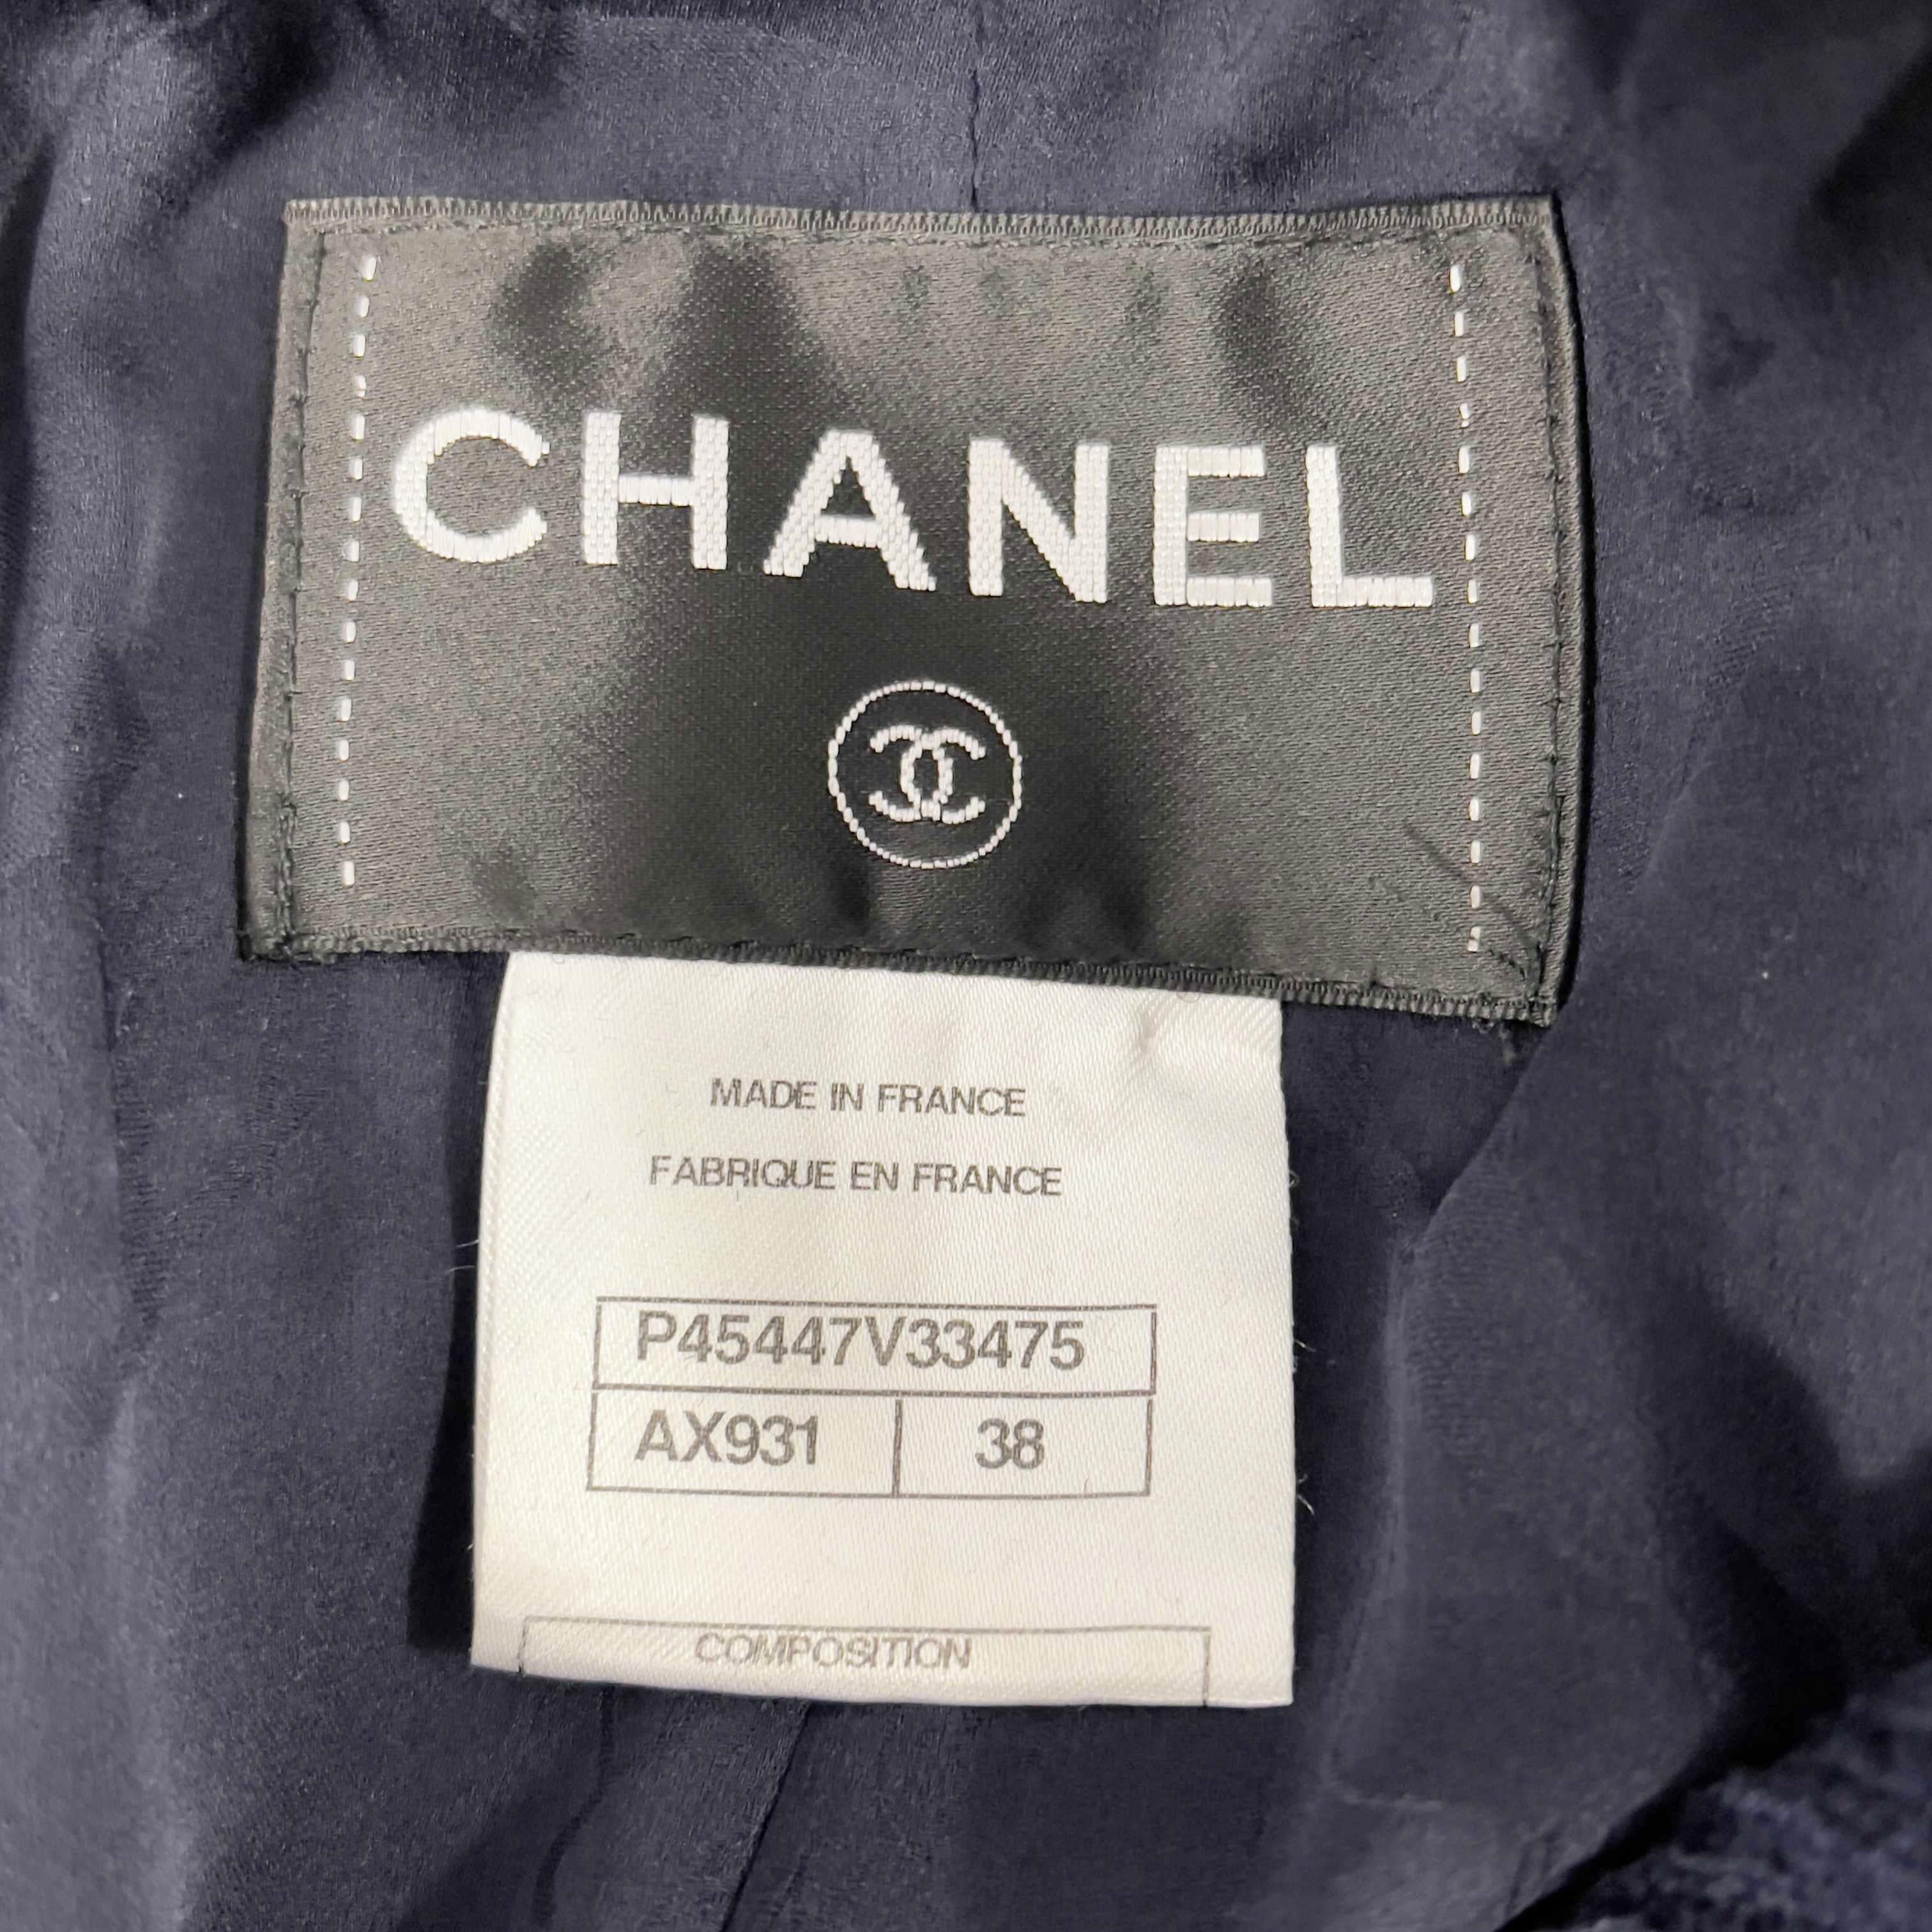 CHANEL
MADE IN FRANCE
FABRIQUE EN FRANCE
P45447V33475
AX931 38
COMPOSITION